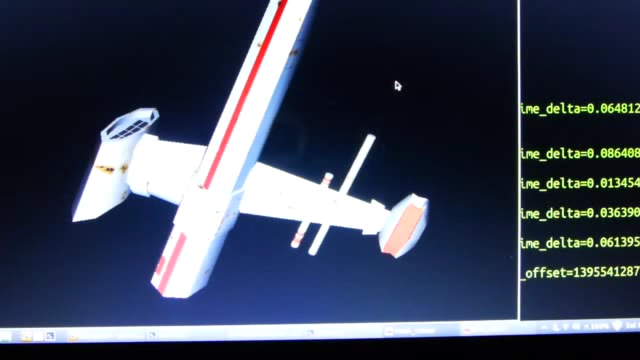 ime_delta=0.064812
ime_delta=0.086408
ime_delta=0.013454
ime_delta=0.036390
ime_delta=0.061395
_offset=1395541287